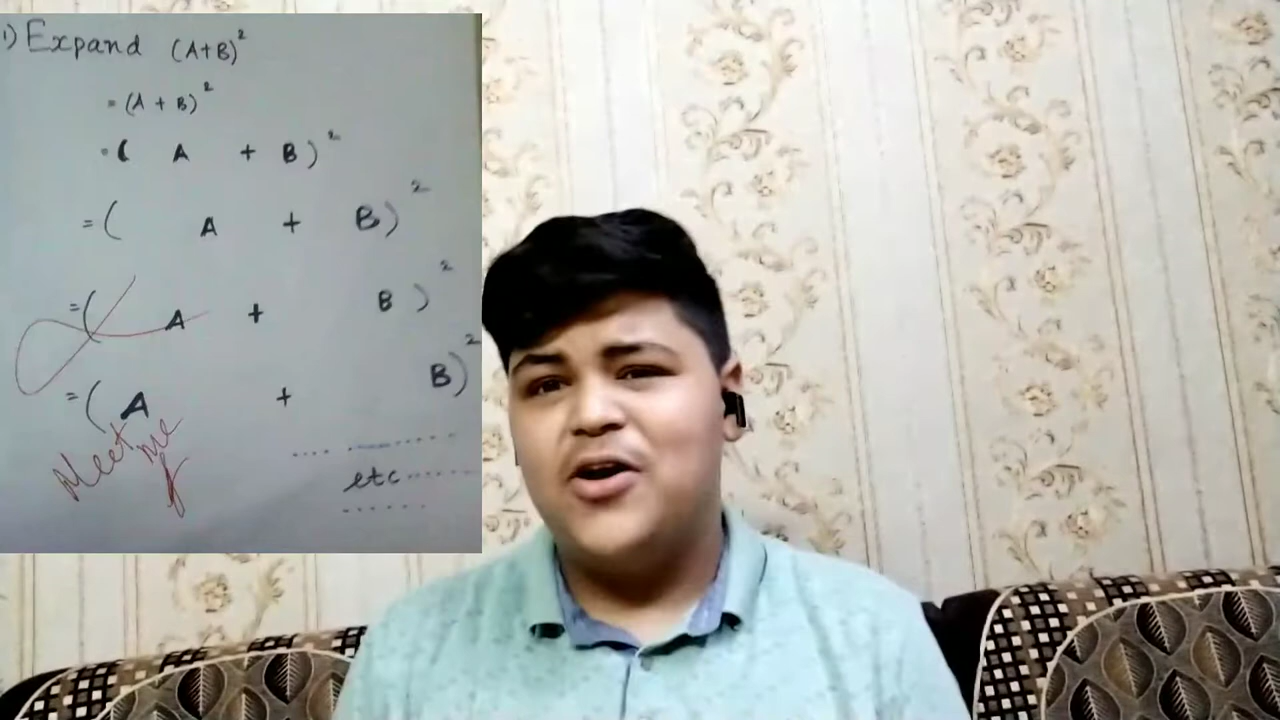 1) Expand (A+B)²
= (A + B)²
= ( A + B)²
= ( A + B)²
= ( A + B)²
= ( A + B)²
Meet me
..........
etc.......
......